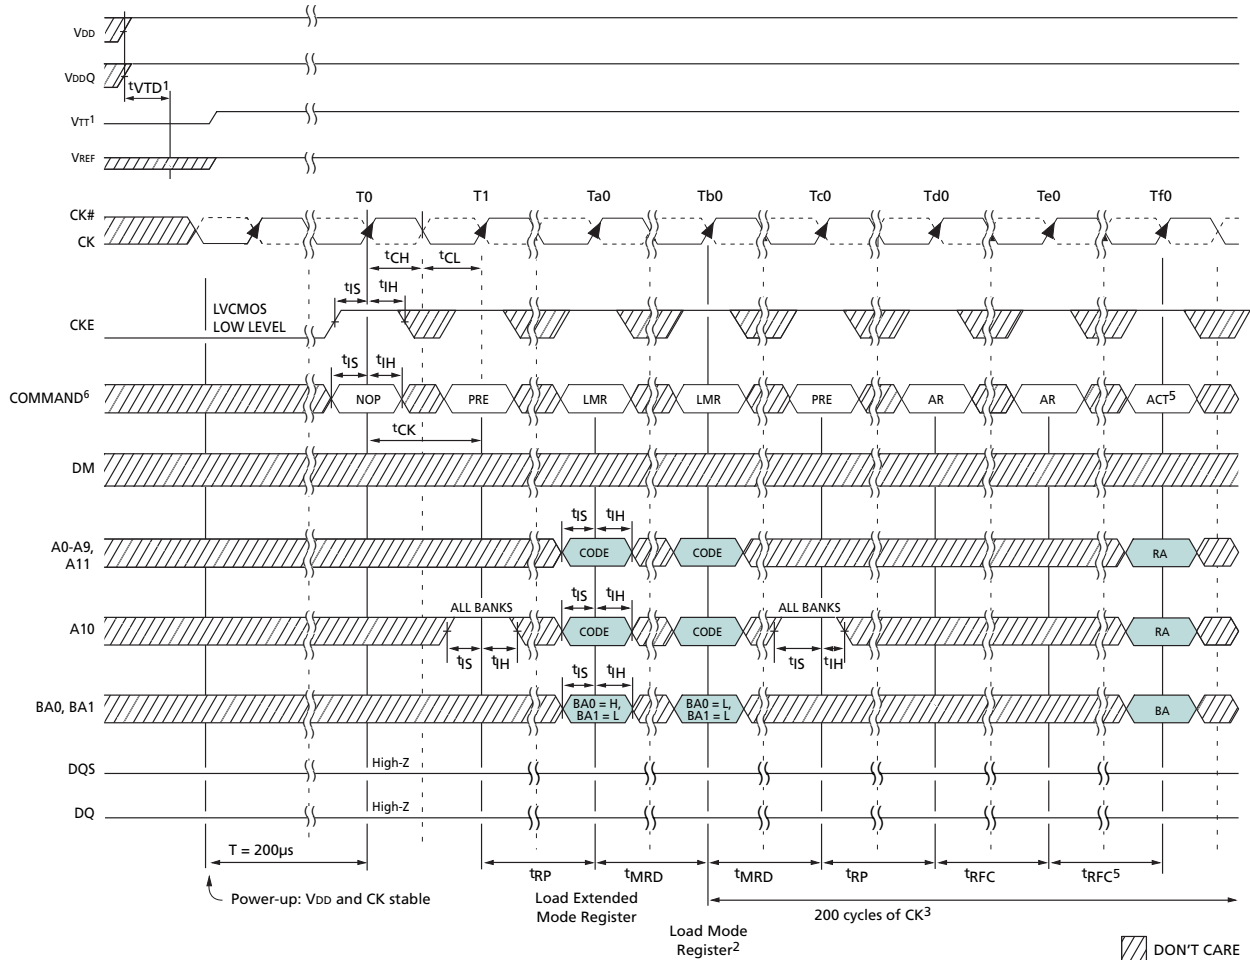 VDD
VDDQ
tVTD1
VTT1
VREF
T0 T1 Ta0 Tb0 Tc0 Td0 Te0 Tf0
CK#
CK
tCH tCL
tIS tIH
LVCMOS
LOW LEVEL
CKE
tIS tIH
COMMAND6 NOP PRE LMR LMR PRE AR AR ACT5
tCK
DM
tIS tIH
A0-A9,
A11
CODE CODE RA
tIS tIH
ALL BANKS ALL BANKS
A10 CODE CODE RA
tIS tIH tIS tIH
tIS tIH
BA0, BA1
BA0 = H,
BA1 = L
BA0 = L,
BA1 = L
BA
DQS High-Z
DQ High-Z
T = 200µs
tRP tMRD tMRD tRP tRFC tRFC5
Power-up: VDD and CK stable
Load Extended
Mode Register
200 cycles of CK3
Load Mode
Register2
DON'T CARE